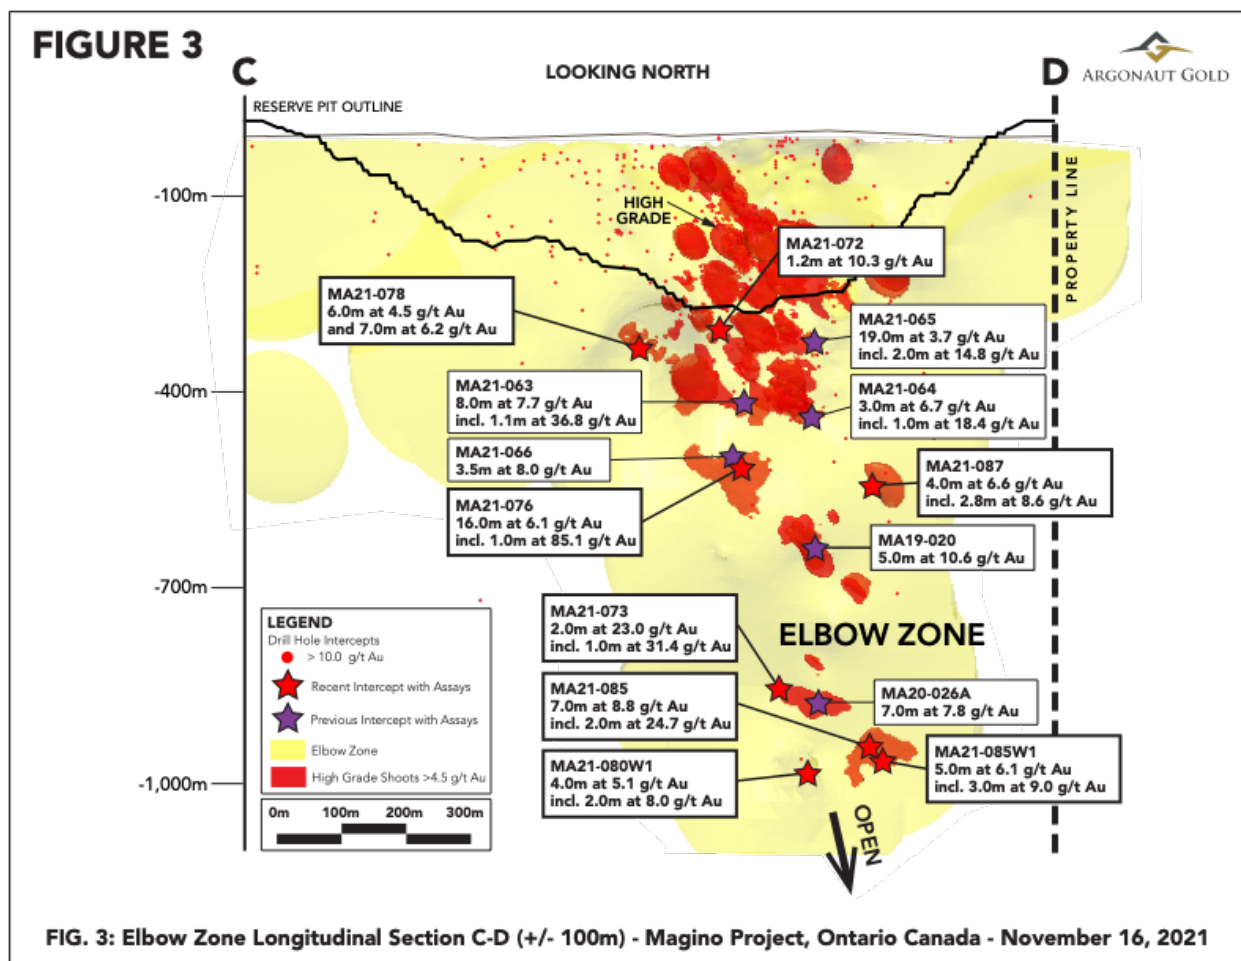 FIGURE 3
C
LOOKING NORTH
D
ARGONAUT GOLD
RESERVE PIT OUTLINE
PROPERTY LINE
-100m
HIGH
GRADE
MA21-072
1.2m at 10.3 g/t Au
MA21-078
6.0m at 4.5 g/t Au
and 7.0m at 6.2 g/t Au
MA21-065
19.0m at 3.7 g/t Au
incl. 2.0m at 14.8 g/t Au
-400m
MA21-063
8.0m at 7.7 g/t Au
incl. 1.1m at 36.8 g/t Au
MA21-064
3.0m at 6.7 g/t Au
incl. 1.0m at 18.4 g/t Au
MA21-066
3.5m at 8.0 g/t Au
MA21-087
4.0m at 6.6 g/t Au
incl. 2.8m at 8.6 g/t Au
MA21-076
16.0m at 6.1 g/t Au
incl. 1.0m at 85.1 g/t Au
MA19-020
5.0m at 10.6 g/t Au
-700m
MA21-073
2.0m at 23.0 g/t Au
incl. 1.0m at 31.4 g/t Au
ELBOW ZONE
MA21-085
7.0m at 8.8 g/t Au
incl. 2.0m at 24.7 g/t Au
MA20-026A
7.0m at 7.8 g/t Au
MA21-080W1
4.0m at 5.1 g/t Au
incl. 2.0m at 8.0 g/t Au
MA21-085W1
5.0m at 6.1 g/t Au
incl. 3.0m at 9.0 g/t Au
-1,000m
OPEN
LEGEND
Drill Hole Intercepts
> 10.0 g/t Au
Recent Intercept with Assays
Previous Intercept with Assays
Elbow Zone
High Grade Shoots >4.5 g/t Au
0m 100m 200m 300m
FIG. 3: Elbow Zone Longitudinal Section C-D (+/- 100m) - Magino Project, Ontario Canada - November 16, 2021